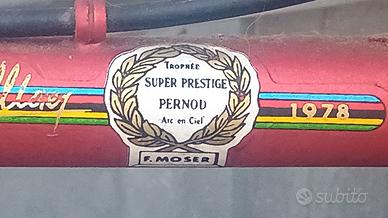 TROPHÉE
SUPER PRESTIGE
PERNOD
Arc en Ciel
F. MOSER
1978
subito